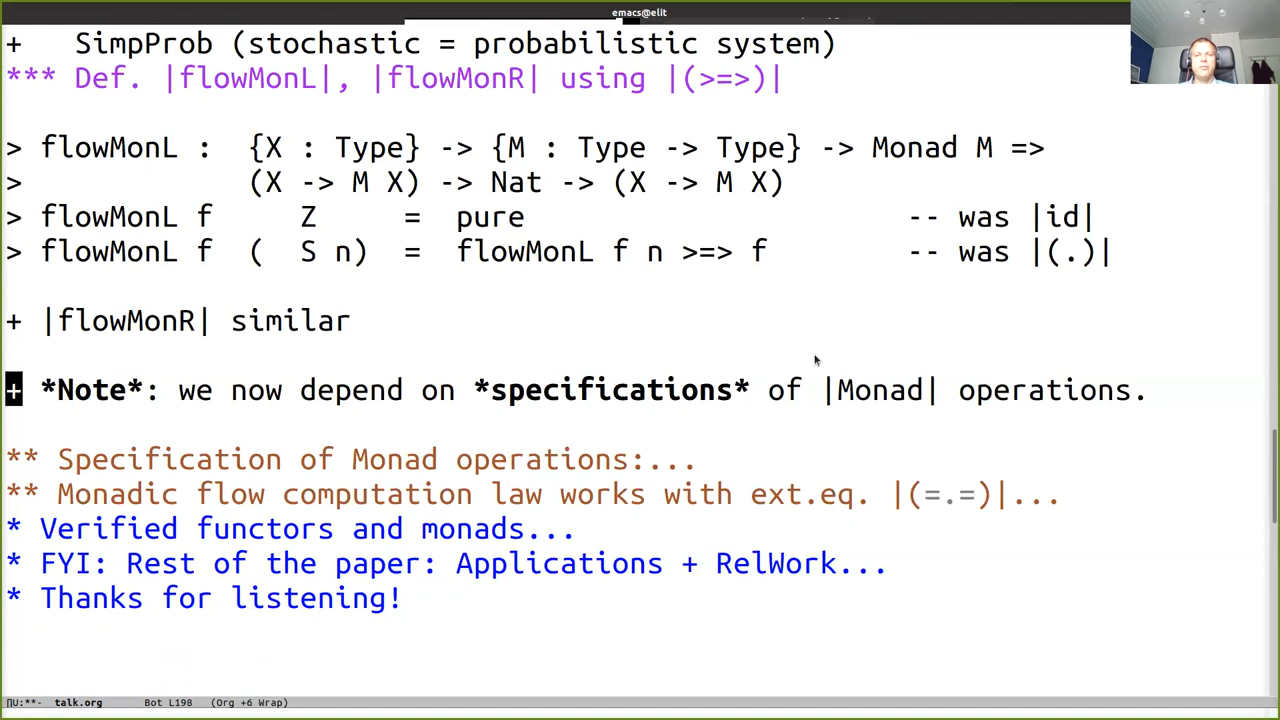 emacs@elit
+   SimpProb (stochastic = probabilistic system)
*** Def. |flowMonL|, |flowMonR| using |(>=>)|
> flowMonL :  {X : Type} -> {M : Type -> Type} -> Monad M =>
>             (X -> M X) -> Nat -> (X -> M X)
> flowMonL f     Z     =  pure                      -- was |id|
> flowMonL f  (  S n)  =  flowMonL f n >=> f        -- was |(.)|
+ |flowMonR| similar
+ *Note*: we now depend on *specifications* of |Monad| operations.
** Specification of Monad operations:...
** Monadic flow computation law works with ext.eq. |(=.=)|...
* Verified functors and monads...
* FYI: Rest of the paper: Applications + RelWork...
* Thanks for listening!
U:**-  talk.org      Bot L198   (Org +6 Wrap)